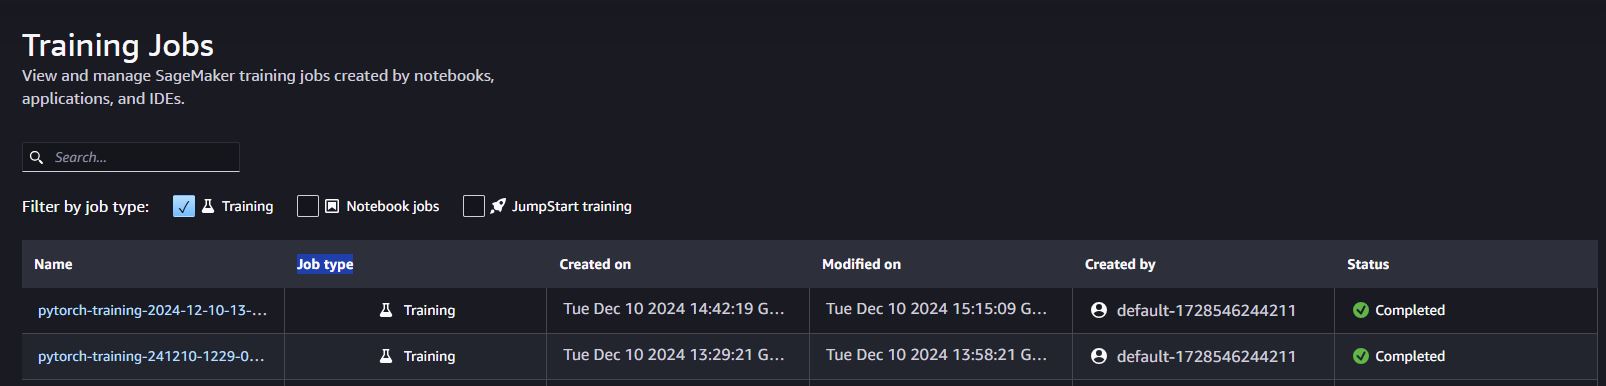 Training Jobs
View and manage SageMaker training jobs created by notebooks,
applications, and IDEs.
Search...
Filter by job type: Training Notebook jobs JumpStart training
Name Job type Created on Modified on Created by Status
pytorch-training-2024-12-10-13-... Training Tue Dec 10 2024 14:42:19 G... Tue Dec 10 2024 15:15:09 G... default-1728546244211 Completed
pytorch-training-241210-1229-0... Training Tue Dec 10 2024 13:29:21 G... Tue Dec 10 2024 13:58:21 G... default-1728546244211 Completed